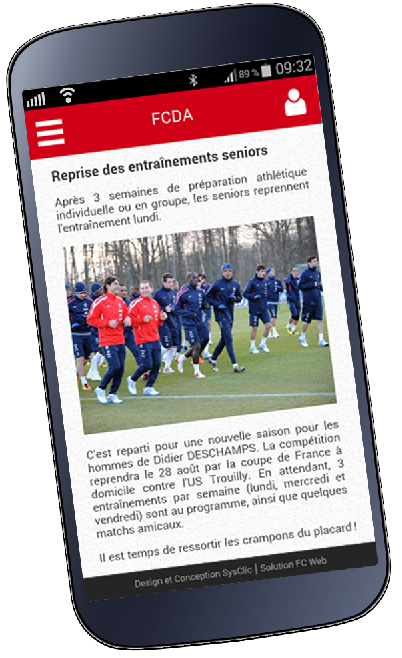 89 % 09:32
FCDA
Reprise des entraînements seniors
Après 3 semaines de préparation athlétique
individuelle ou en groupe, les seniors reprennent
l'entraînement lundi.
C'est reparti pour une nouvelle saison pour les
hommes de Didier DESCHAMPS. La compétition
reprendra le 28 août par la coupe de France à
domicile contre l'US Trouilly. En attendant, 3
entraînements par semaine (lundi, mercredi et
vendredi) sont au programme, ainsi que quelques
matchs amicaux.
Il est temps de ressortir les crampons du placard !
Design et Conception SysClic | Solution FC Web